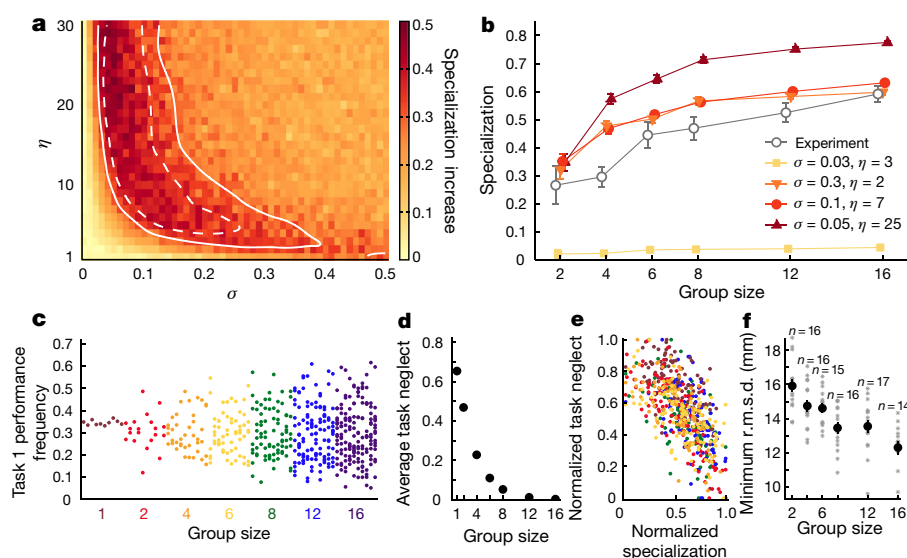 a
30
20
10
1
η
0
0.1
0.2
0.3
0.4
0.5
σ
0.5
0.4
0.3
0.2
0.1
0
Specialization increase
b
0.8
0.7
0.6
0.5
0.4
0.3
0.2
0.1
0
Specialization
Experiment
σ = 0.03, η = 3
σ = 0.3, η = 2
σ = 0.1, η = 7
σ = 0.05, η = 25
2
4
6
8
12
16
Group size
c
0.7
0.6
0.5
0.4
0.3
0.2
0.1
0
Task 1 performance
frequency
1
2
4
6
8
12
16
Group size
d
0.8
0.6
0.4
0.2
0
Average task neglect
1
4
8
12
16
Group size
e
1.0
0.8
0.6
0.4
0.2
0
Normalized task neglect
0
0.5
1.0
Normalized
specialization
f
18
16
14
12
10
Minimum r.m.s.d. (mm)
n=16
n=16
n=15
n=16
n=17
n=14
2
4
6
8
12
16
Group size